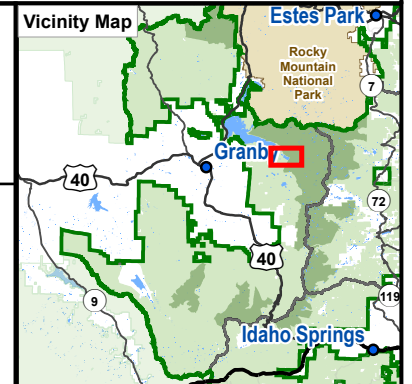 Vicinity Map
Estes Park
Rocky
Mountain
National
Park
7
Granby
40
72
40
9
119
Idaho Springs